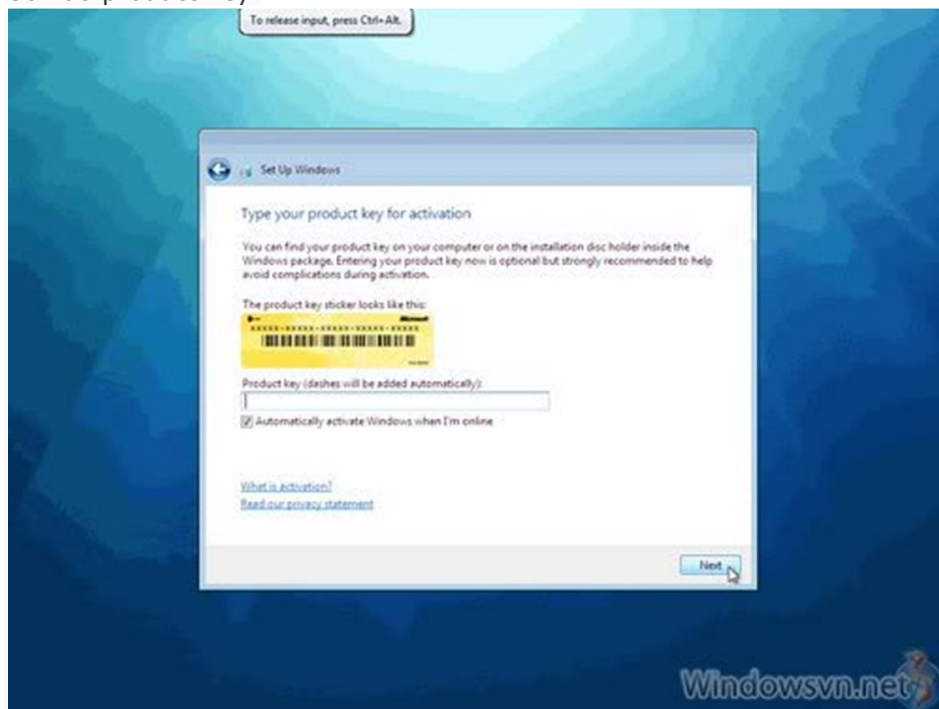 To release input, press Ctrl+Alt.
Set Up Windows
Type your product key for activation
You can find your product key on your computer or on the installation disc holder inside the
Windows package. Entering your product key now is optional but strongly recommended to help
avoid complications during activation.
The product key sticker looks like this:
Microsoft
XXXXX-XXXXX-XXXXX-XXXXX-XXXXX
Product key (dashes will be added automatically):
Automatically activate Windows when I'm online
What is activation?
Read our privacy statement
Next
Windowsvn.net